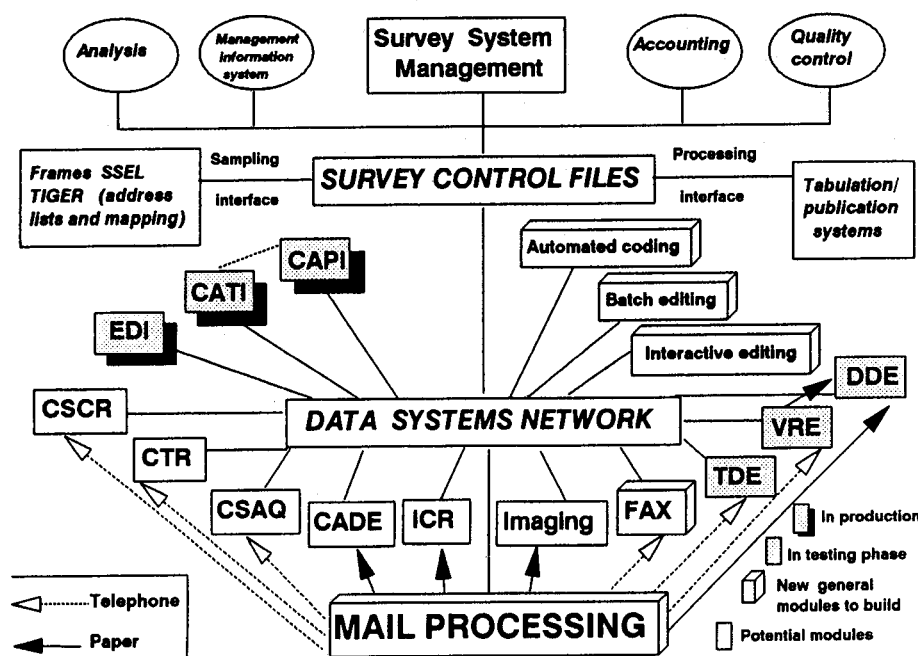 Analysis
Management
information
system
Survey System
Management
Accounting
Quality
control
Frames SSEL
TIGER (address
lists and mapping)
Sampling
interface
SURVEY CONTROL FILES
Processing
interface
Tabulation/
publication
systems
CAPI
CATI
EDI
Automated coding
Batch editing
Interactive editing
CSCR
CTR
DATA SYSTEMS NETWORK
DDE
VRE
TDE
CSAQ
CADE
ICR
Imaging
FAX
In production
In testing phase
New general
modules to build
Potential modules
Telephone
Paper
MAIL PROCESSING